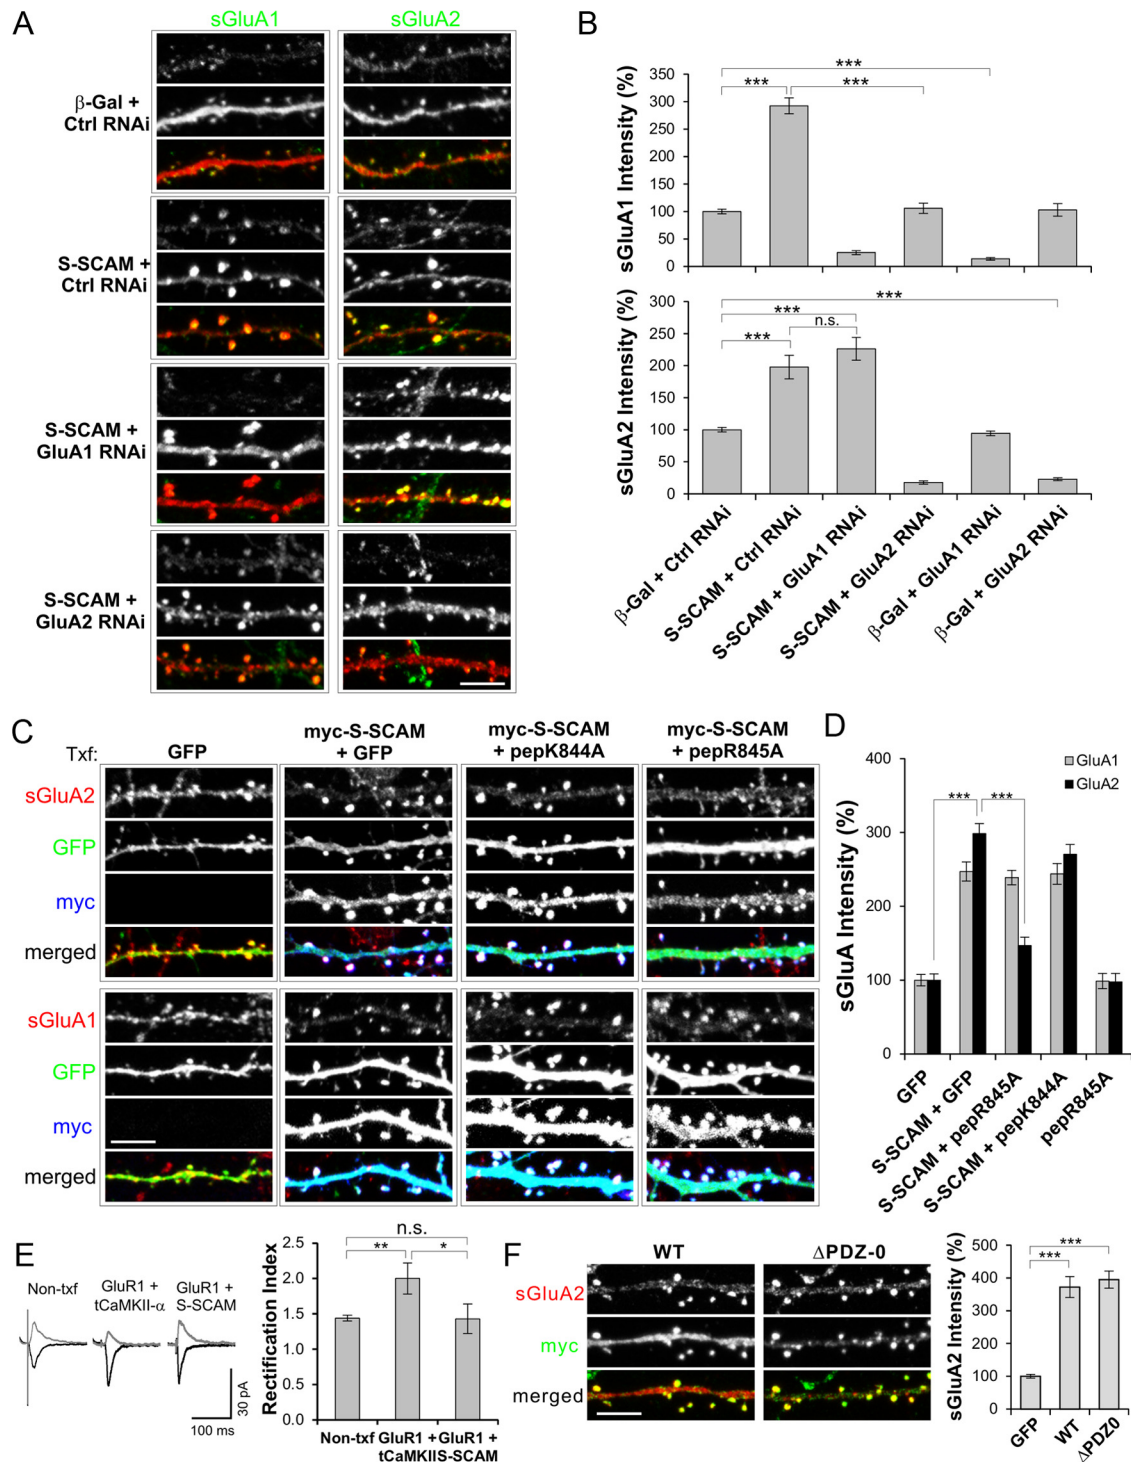 A
sGluA1
sGluA2
β-Gal +
Ctrl RNAi
S-SCAM +
Ctrl RNAi
S-SCAM +
GluA1 RNAi
S-SCAM +
GluA2 RNAi
B
sGluA1 Intensity (%)
350
300
250
200
150
100
50
0
***
***
***
sGluA2 Intensity (%)
300
250
200
150
100
50
0
***
***
n.s.
***
β-Gal + Ctrl RNAi
S-SCAM + Ctrl RNAi
S-SCAM + GluA1 RNAi
S-SCAM + GluA2 RNAi
β-Gal + GluA1 RNAi
β-Gal + GluA2 RNAi
C
Txf:
GFP
myc-S-SCAM
+ GFP
myc-S-SCAM
+ pepK844A
myc-S-SCAM
+ pepR845A
sGluA2
GFP
myc
merged
sGluA1
GFP
myc
merged
D
sGluA Intensity (%)
400
300
200
100
0
GluA1
GluA2
***
***
GFP
S-SCAM + GFP
S-SCAM + pepR845A
S-SCAM + pepK844A
pepR845A
E
Non-txf
GluR1 +
tCaMKII-α
GluR1 +
S-SCAM
30 pA
100 ms
Rectification Index
2.5
2.0
1.5
1.0
0.5
0.0
n.s.
**
*
Non-txf GluR1 +GluR1 +
tCaMKIIS-SCAM
F
WT
ΔPDZ-0
sGluA2
myc
merged
sGluA2 Intensity (%)
500
400
300
200
100
0
***
***
GFP
WT
ΔPDZ0